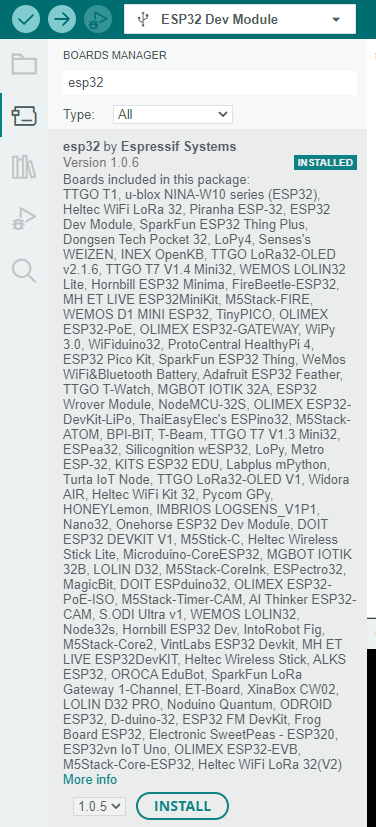 ESP32 Dev Module
BOARDS MANAGER
esp32
Type: All
esp32 by Espressif Systems
Version 1.0.6 INSTALLED
Boards included in this package:
TTGO T1, u-blox NINA-W10 series (ESP32),
Heltec WiFi LoRa 32, Piranha ESP-32, ESP32
Dev Module, SparkFun ESP32 Thing Plus,
Dongsen Tech Pocket 32, LoPy4, Senses's
WEIZEN, INEX OpenKB, TTGO LoRa32-OLED
v2.1.6, TTGO T7 V1.4 Mini32, WEMOS LOLIN32
Lite, Hornbill ESP32 Minima, FireBeetle-ESP32,
MH ET LIVE ESP32MiniKit, M5Stack-FIRE,
WEMOS D1 MINI ESP32, TinyPICO, OLIMEX
ESP32-PoE, OLIMEX ESP32-GATEWAY, WiPy
3.0, WiFiduino32, ProtoCentral HealthyPi 4,
ESP32 Pico Kit, SparkFun ESP32 Thing, WeMos
WiFi&Bluetooth Battery, Adafruit ESP32 Feather,
TTGO T-Watch, MGBOT IOTIK 32A, ESP32
Wrover Module, NodeMCU-32S, OLIMEX ESP32-
DevKit-LiPo, ThaiEasyElec's ESPino32, M5Stack-
ATOM, BPI-BIT, T-Beam, TTGO T7 V1.3 Mini32,
ESPea32, Silicognition wESP32, LoPy, Metro
ESP-32, KITS ESP32 EDU, Labplus mPython,
Turta IoT Node, TTGO LoRa32-OLED V1, Widora
AIR, Heltec WiFi Kit 32, Pycom GPy,
HONEYLemon, IMBRIOS LOGSENS_V1P1,
Nano32, Onehorse ESP32 Dev Module, DOIT
ESP32 DEVKIT V1, M5Stick-C, Heltec Wireless
Stick Lite, Microduino-CoreESP32, MGBOT IOTIK
32B, LOLIN D32, M5Stack-CoreInk, ESPectro32,
MagicBit, DOIT ESPduino32, OLIMEX ESP32-
PoE-ISO, M5Stack-Timer-CAM, AI Thinker ESP32-
CAM, S.ODI Ultra v1, WEMOS LOLIN32,
Node32s, Hornbill ESP32 Dev, IntoRobot Fig,
M5Stack-Core2, VintLabs ESP32 Devkit, MH ET
LIVE ESP32DevKIT, Heltec Wireless Stick, ALKS
ESP32, OROCA EduBot, SparkFun LoRa
Gateway 1-Channel, ET-Board, XinaBox CW02,
LOLIN D32 PRO, Noduino Quantum, ODROID
ESP32, D-duino-32, ESP32 FM DevKit, Frog
Board ESP32, Electronic SweetPeas - ESP320,
ESP32vn IoT Uno, OLIMEX ESP32-EVB,
M5Stack-Core-ESP32, Heltec WiFi LoRa 32(V2)
More info
1.0.5 INSTALL